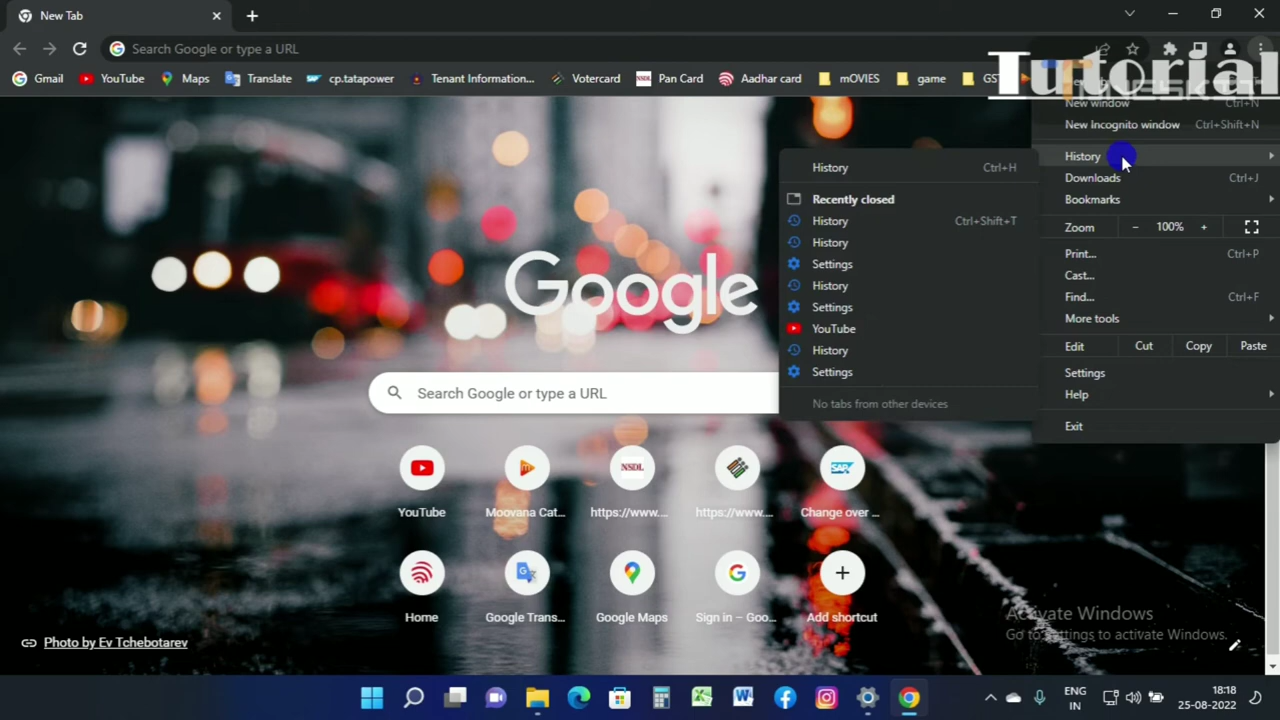 New Tab
Search Google or type a URL
Gmail
YouTube
Maps
Translate
cp.tatapower
Tenant Information...
Votercard
Pan Card
Aadhar card
mOVIES
game
Tutorial
New window Ctrl+N
New Incognito window Ctrl+Shift+N
History
Downloads Ctrl+J
Bookmarks
Zoom - 100% +
Print... Ctrl+P
Cast...
Find... Ctrl+F
More tools
Edit Cut Copy Paste
Settings
Help
Exit
History Ctrl+H
Recently closed
History Ctrl+Shift+T
History
Settings
History
Settings
YouTube
History
Settings
No tabs from other devices
Google
Search Google or type a URL
NSDL
SAP
YouTube
Moovana Cat...
https://www....
https://www....
Change over ...
Home
Google Trans...
Google Maps
Sign in – Goo...
Add shortcut
Photo by Ev Tchebotarev
Activate Windows
Go to Settings to activate Windows.
ENG
IN
18:18
25-08-2022